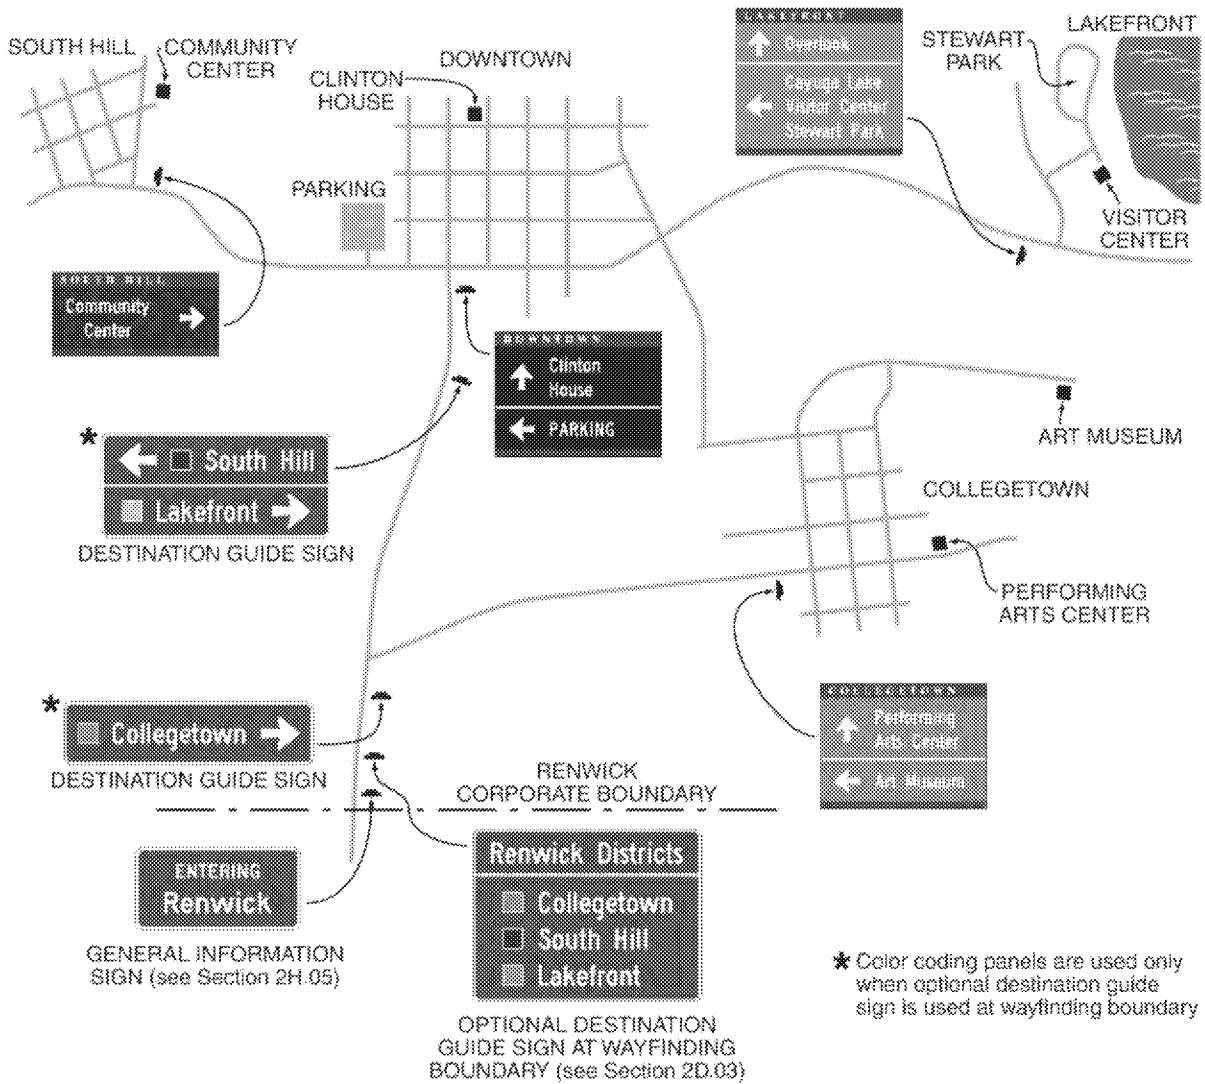 SOUTH HILL
COMMUNITY
CENTER
CLINTON
HOUSE
DOWNTOWN
PARKING
LAKEFRONT
Overlook
Cayuga Lake
Visitor Center
Stewart Park
STEWART
PARK
LAKEFRONT
VISITOR
CENTER
SOUTH HILL
Community
Center
DOWNTOWN
Clinton
House
PARKING
ART MUSEUM
COLLEGETOWN
PERFORMING
ARTS CENTER
* South Hill
Lakefront
DESTINATION GUIDE SIGN
COLLEGETOWN
Performing
Arts Center
Art Museum
* Collegetown
DESTINATION GUIDE SIGN
RENWICK
CORPORATE BOUNDARY
ENTERING
Renwick
GENERAL INFORMATION
SIGN (see Section 2H.05)
Renwick Districts
Collegetown
South Hill
Lakefront
OPTIONAL DESTINATION
GUIDE SIGN AT WAYFINDING
BOUNDARY (see Section 2D.03)
* Color coding panels are used only
when optional destination guide
sign is used at wayfinding boundary